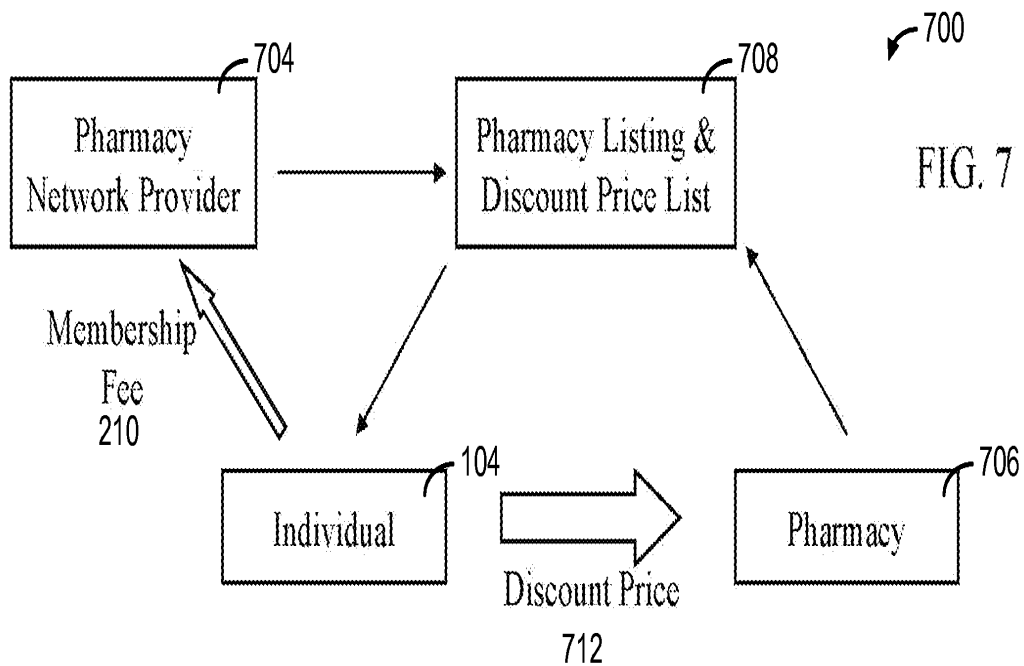 700
704
708
Pharmacy
Network Provider
Pharmacy Listing &
Discount Price List
FIG. 7
Membership
Fee
210
104
706
Individual
Pharmacy
Discount Price
712